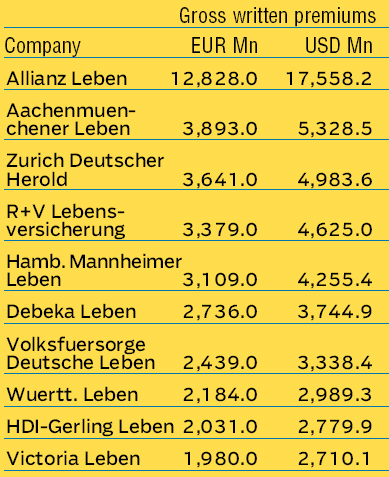 Gross written premiums
Company EUR Mn USD Mn
Allianz Leben 12,828.0 17,558.2
Aachenmuen-
chener Leben 3,893.0 5,328.5
Zurich Deutscher
Herold 3,641.0 4,983.6
R+V Lebens-
versicherung 3,379.0 4,625.0
Hamb. Mannheimer
Leben 3,109.0 4,255.4
Debeka Leben 2,736.0 3,744.9
Volksfuersorge
Deutsche Leben 2,439.0 3,338.4
Wuertt. Leben 2,184.0 2,989.3
HDI-Gerling Leben 2,031.0 2,779.9
Victoria Leben 1,980.0 2,710.1